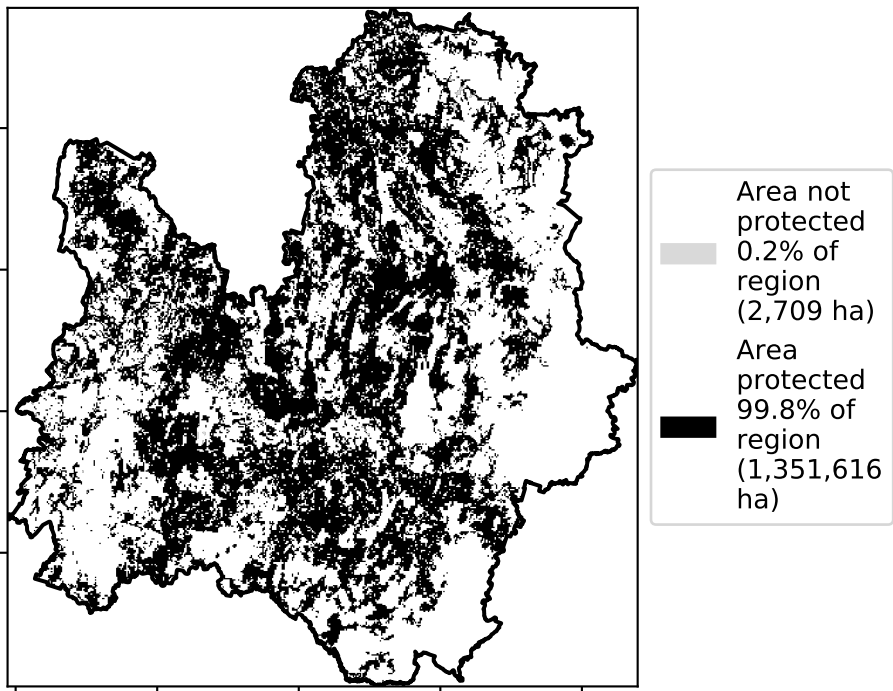 Area not
protected
0.2% of
region
(2,709 ha)
Area
protected
99.8% of
region
(1,351,616
ha)